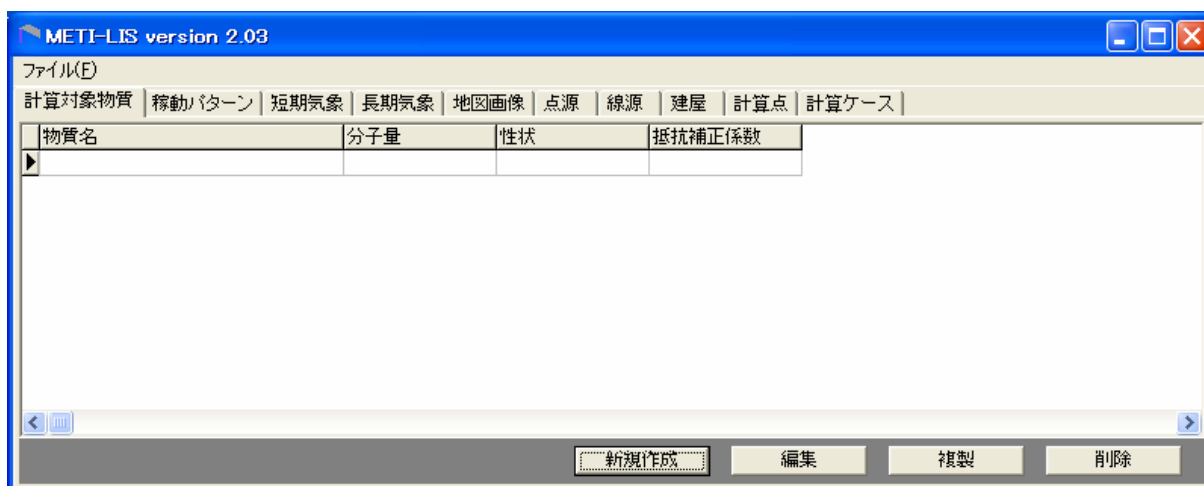 METI-LIS version 2.03
ファイル(F)
計算対象物質 稼動パターン 短期気象 長期気象 地図画像 点源 線源 建屋 計算点 計算ケース
物質名 分子量 性状 抵抗補正係数
新規作成 編集 複製 削除